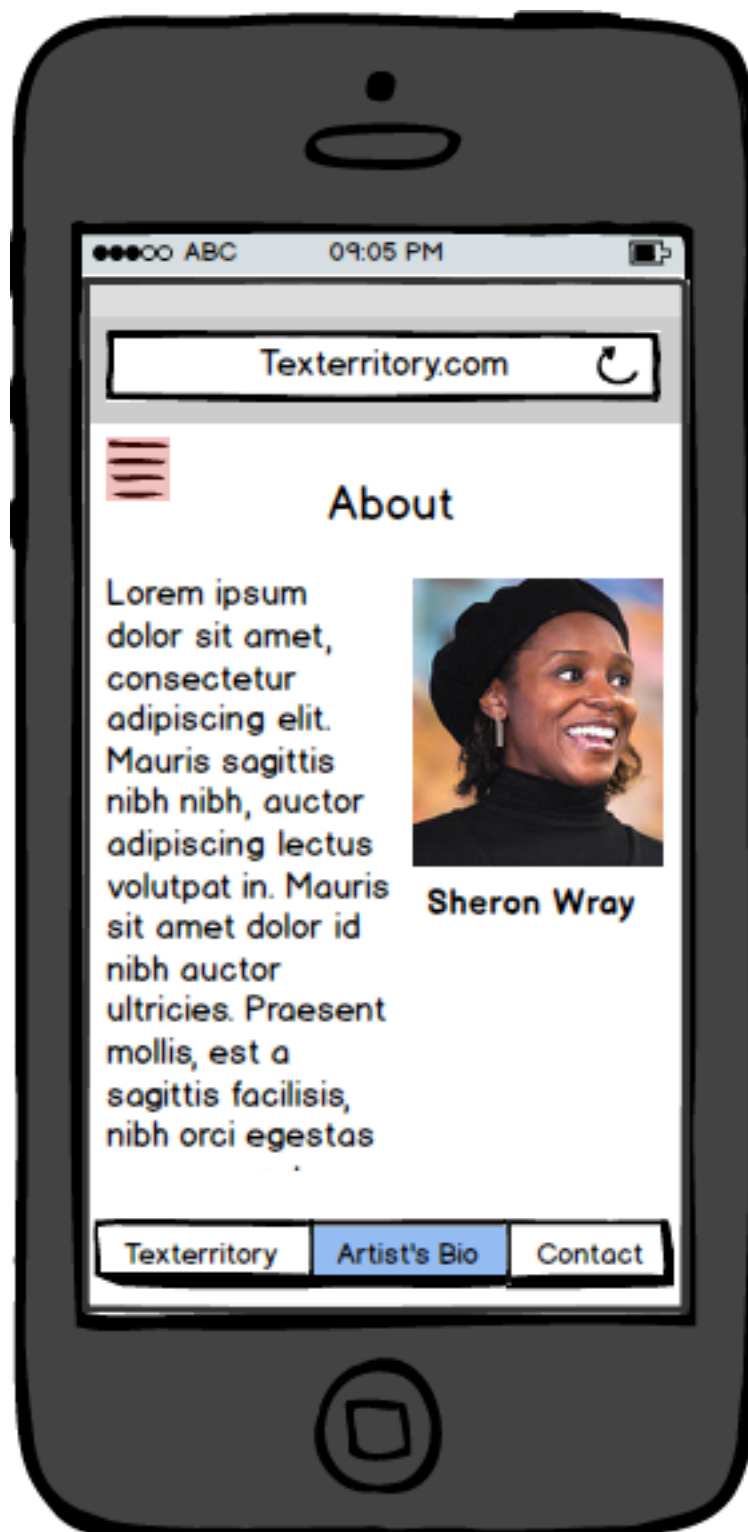 ABC 09:05 PM
Texterritory.com
About
Lorem ipsum
dolor sit amet,
consectetur
adipiscing elit.
Mauris sagittis
nibh nibh, auctor
adipiscing lectus
volutpat in. Mauris
sit amet dolor id
nibh auctor
ultricies. Praesent
mollis, est a
sagittis facilisis,
nibh orci egestas
Sheron Wray
Texterritory Artist's Bio Contact